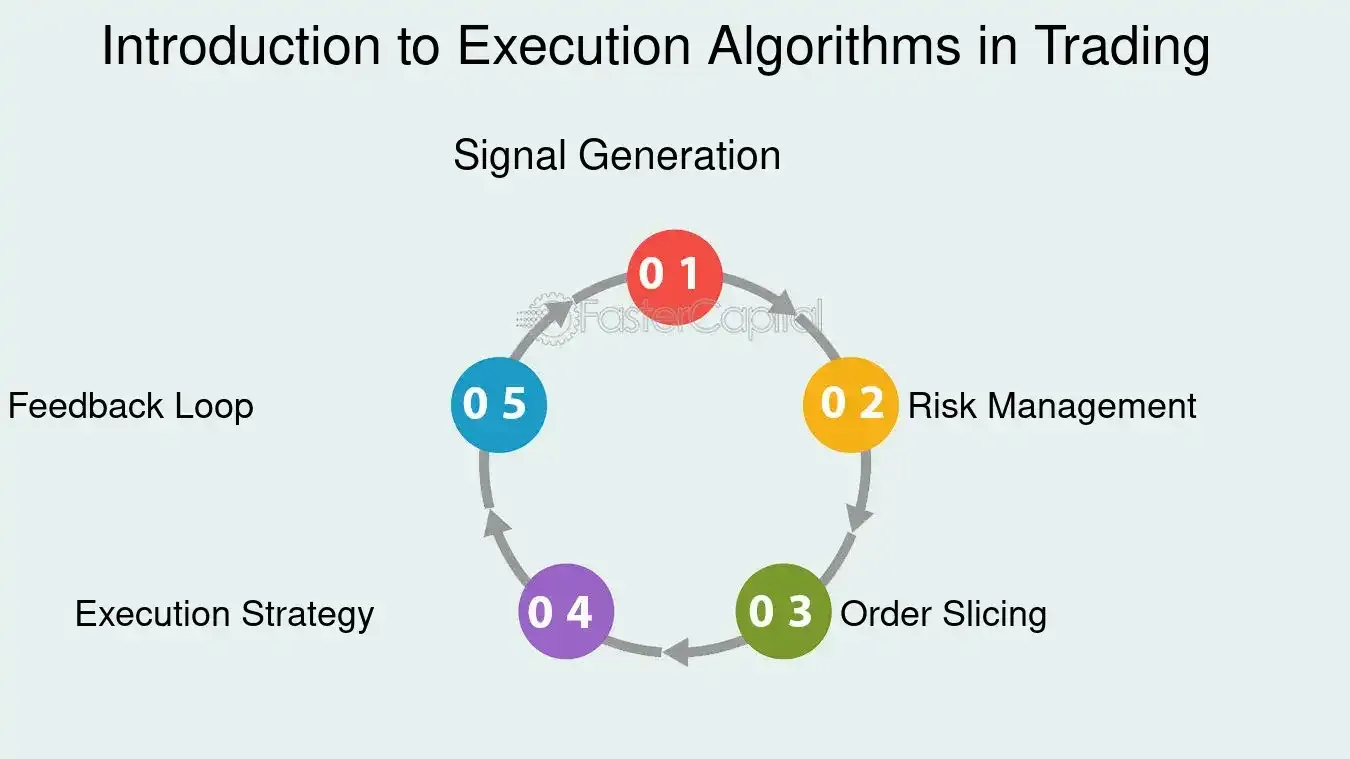 Introduction to Execution Algorithms in Trading
Signal Generation
0 1
FasterCapital
0 5
0 2
Feedback Loop
Risk Management
0 4
0 3
Execution Strategy
Order Slicing